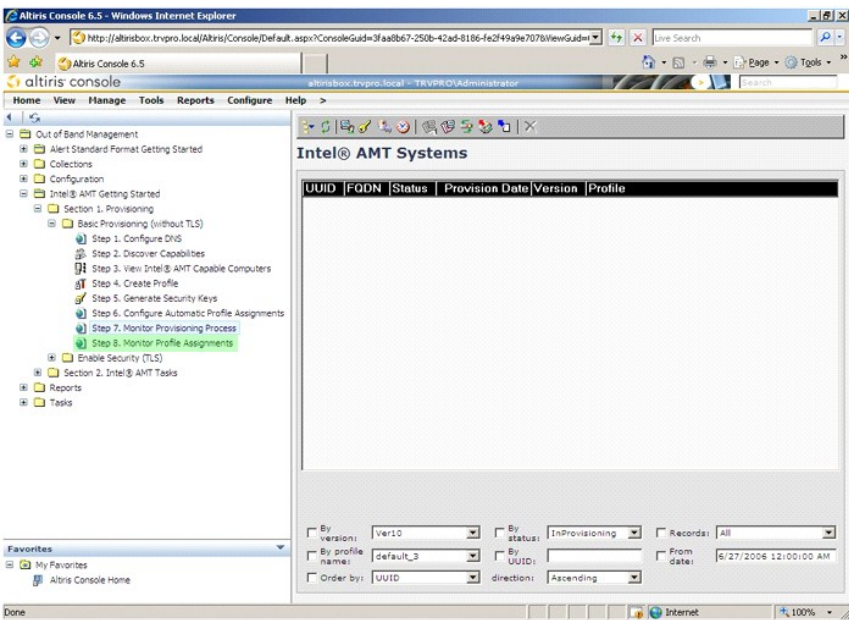 Altiris Console 6.5 - Windows Internet Explorer
http://altirisbox.trvpro.local/Altiris/Console/Default.aspx?ConsoleGuid=3faa8b67-250b-42ad-8186-fe2f49a9e707&ViewGuid=
Live Search
Altiris Console 6.5
Page
Tools
altiris console
altirisbox.trvpro.local - TRVPRO\Administrator
Search
Home View Manage Tools Reports Configure Help >
Out of Band Management
Alert Standard Format Getting Started
Collections
Configuration
Intel® AMT Getting Started
Section 1. Provisioning
Basic Provisioning (without TLS)
Step 1. Configure DNS
Step 2. Discover Capabilities
Step 3. View Intel® AMT Capable Computers
Step 4. Create Profile
Step 5. Generate Security Keys
Step 6. Configure Automatic Profile Assignments
Step 7. Monitor Provisioning Process
Step 8. Monitor Profile Assignments
Enable Security (TLS)
Section 2. Intel® AMT Tasks
Reports
Tasks
Favorites
My Favorites
Altiris Console Home
Intel® AMT Systems
UUID FQDN Status Provision Date Version Profile
By version: Ver10 By status: InProvisioning Records: All
By profile name: default_3 By UUID: From date: 6/27/2006 12:00:00 AM
Order by: UUID direction: Ascending
Done
Internet
100%